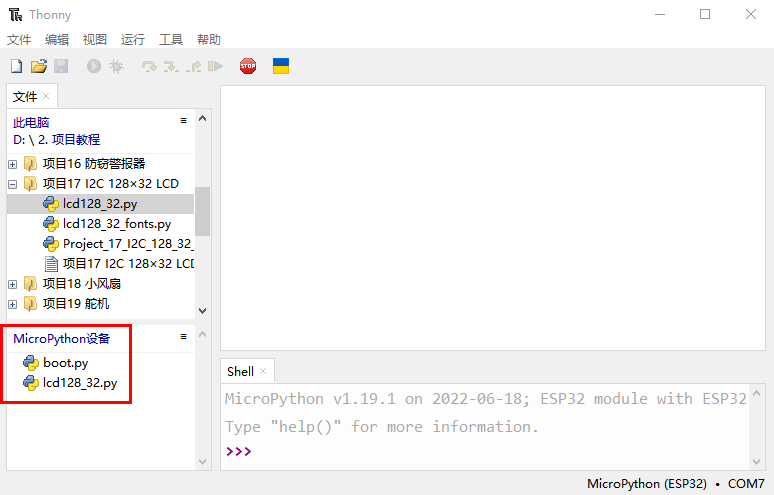 Thonny
文件 编辑 视图 运行 工具 帮助
STOP
文件
此电脑
D: \ 2. 项目教程
项目16 防窃警报器
项目17 I2C 128×32 LCD
lcd128_32.py
lcd128_32_fonts.py
Project_17_I2C_128_32_
项目17 I2C 128×32 LCD
项目18 小风扇
项目19 舵机
MicroPython设备
boot.py
lcd128_32.py
Shell
MicroPython v1.19.1 on 2022-06-18; ESP32 module with ESP32
Type "help()" for more information.
>>>
MicroPython (ESP32) • COM7